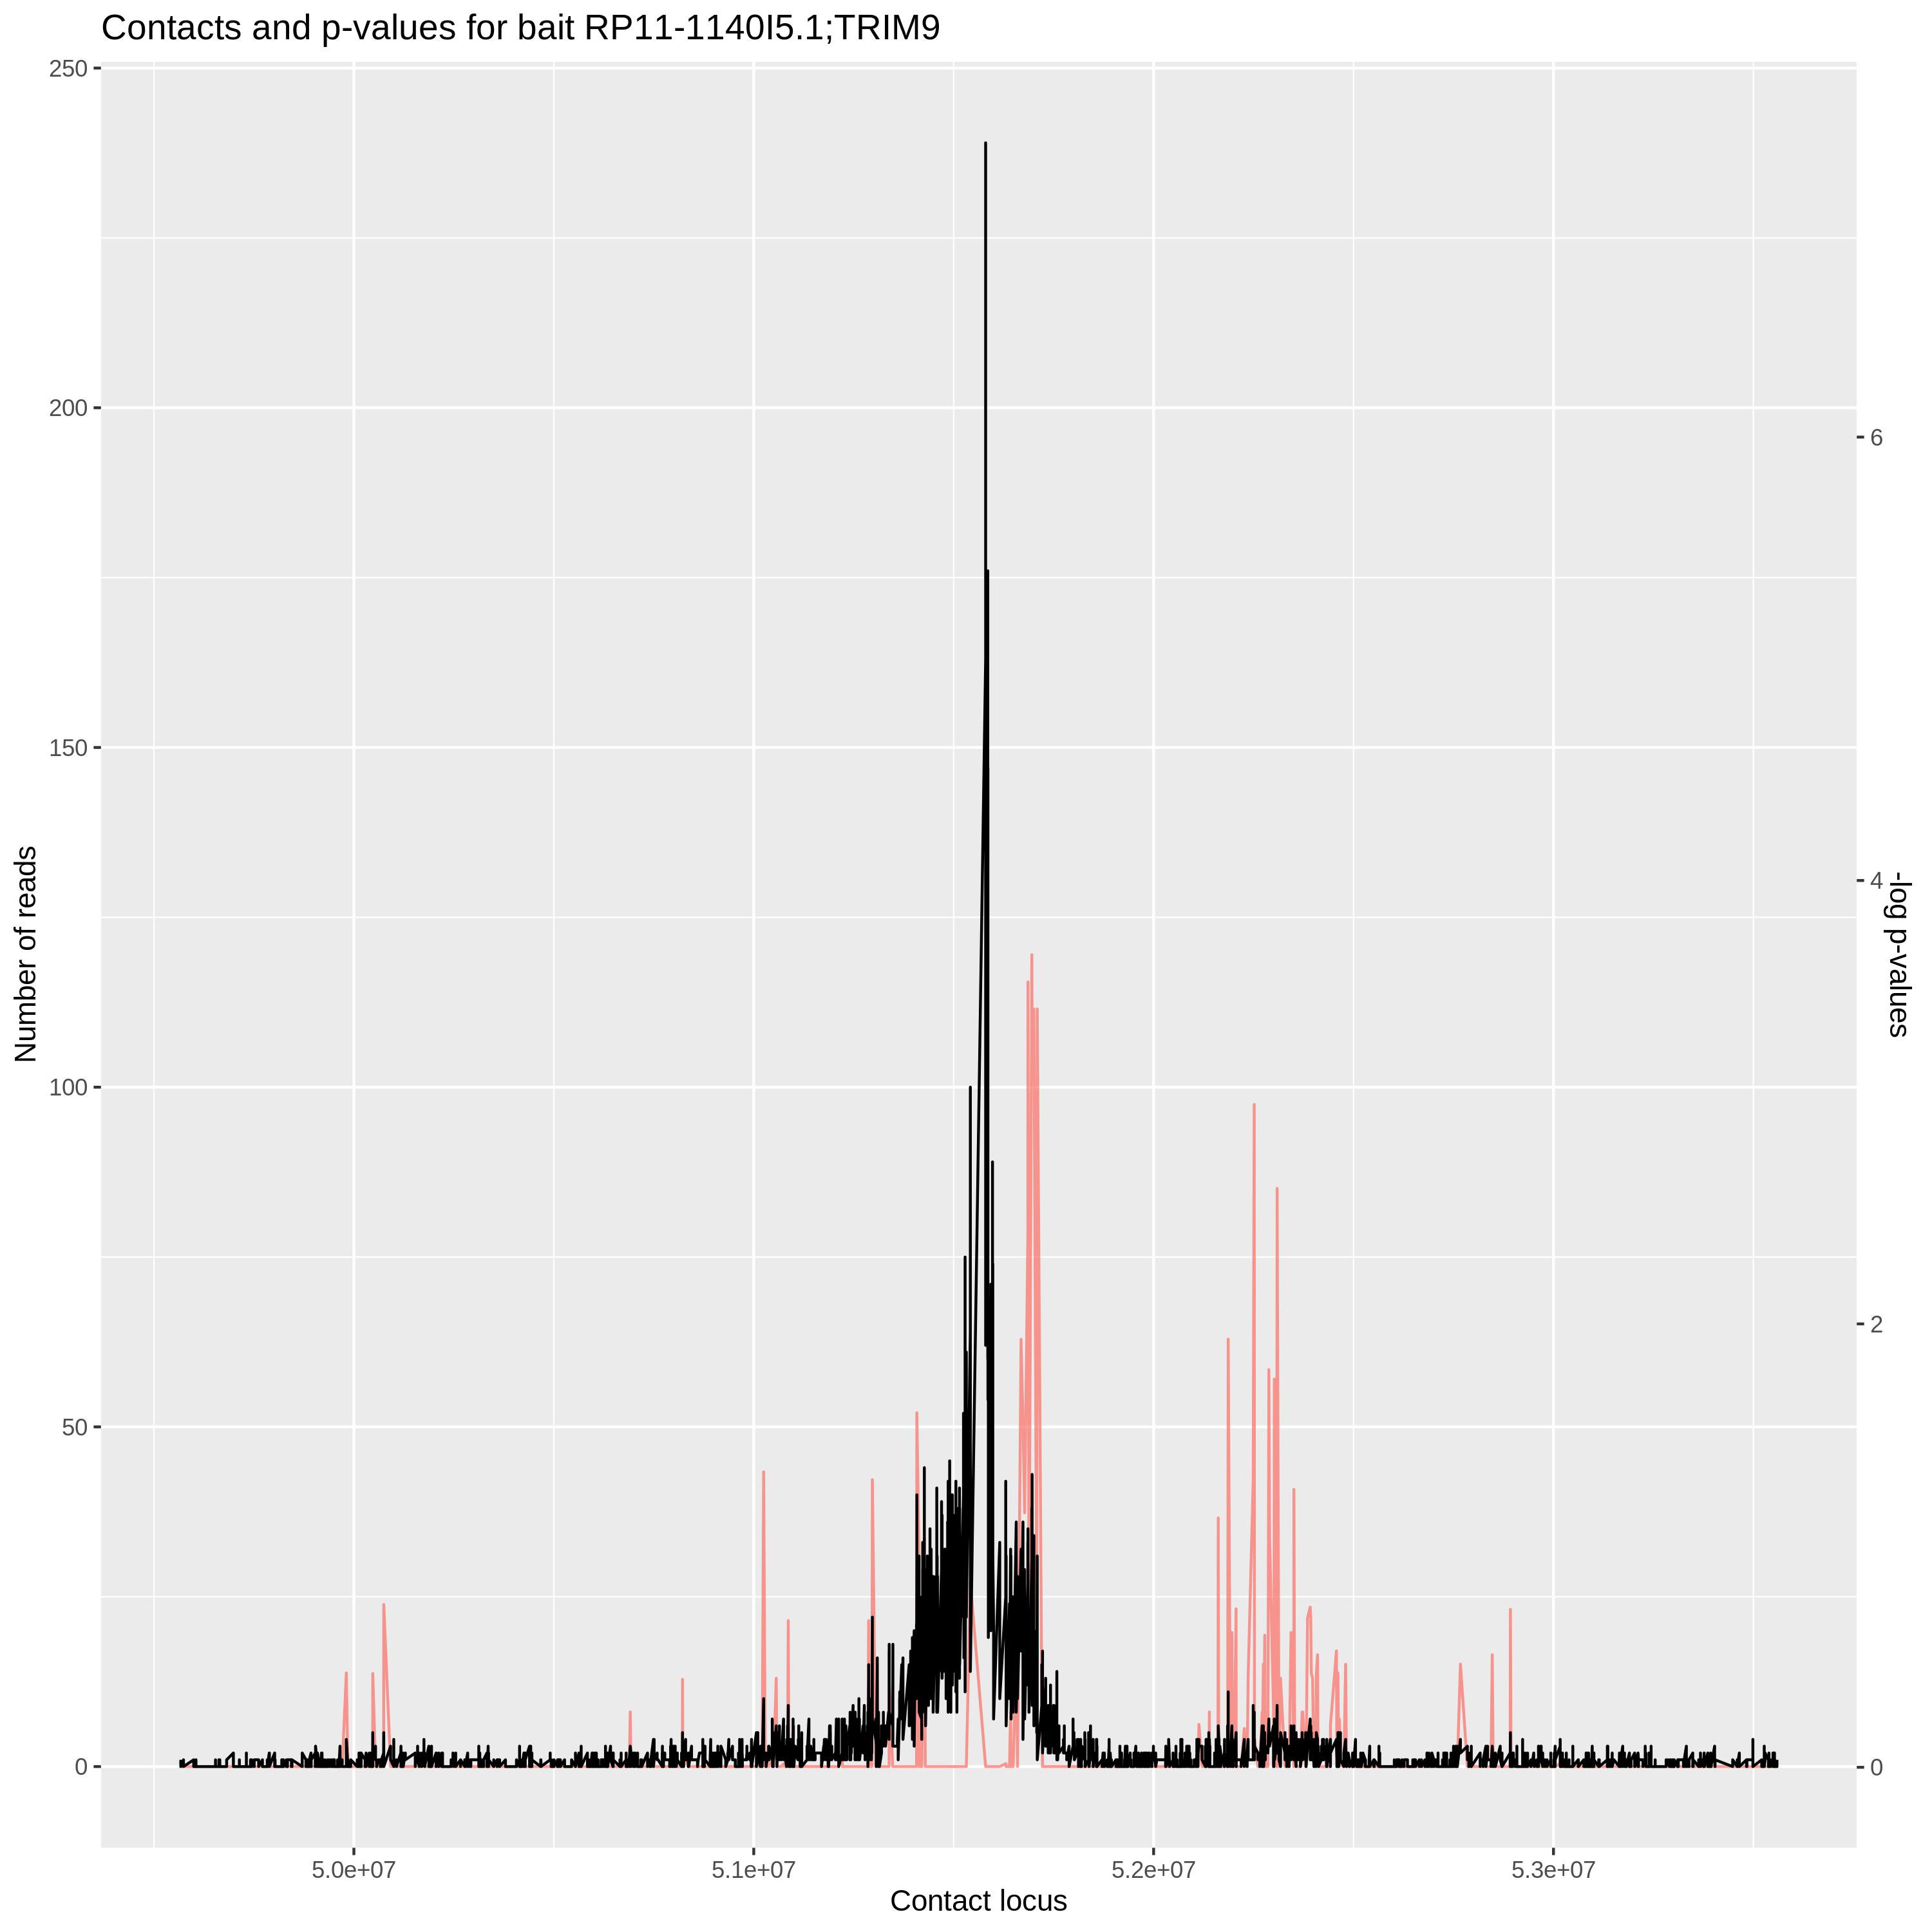 Contacts and p-values for bait RP11-1140I5.1;TRIM9
250
200
150
100
50
0
Number of reads
6
4
2
0
-log p-values
5.0e+07
5.1e+07
5.2e+07
5.3e+07
Contact locus